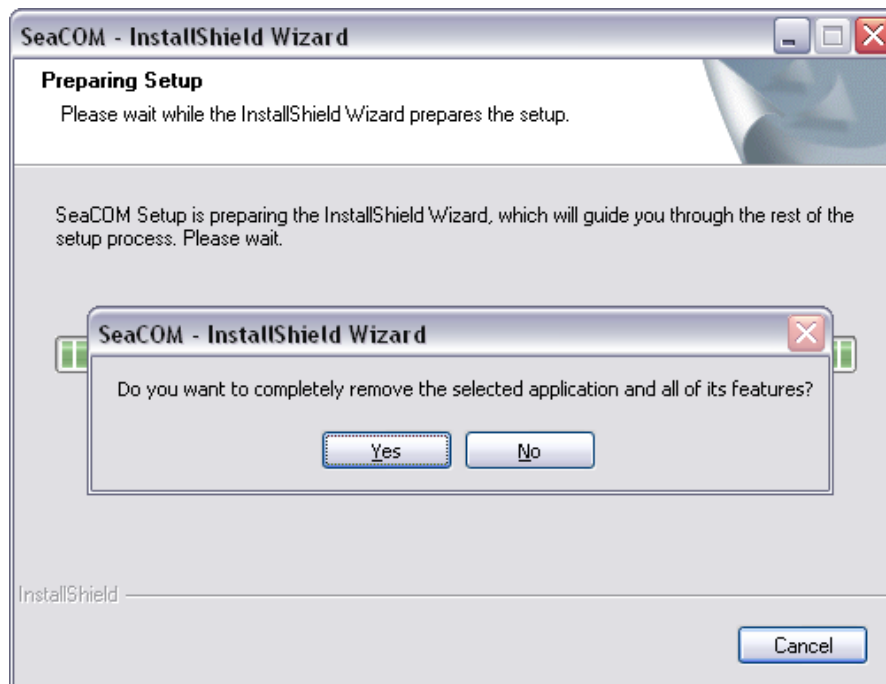 SeaCOM - InstallShield Wizard
Preparing Setup
Please wait while the InstallShield Wizard prepares the setup.
SeaCOM Setup is preparing the InstallShield Wizard, which will guide you through the rest of the
setup process. Please wait.
SeaCOM - InstallShield Wizard
Do you want to completely remove the selected application and all of its features?
Yes
No
InstallShield
Cancel